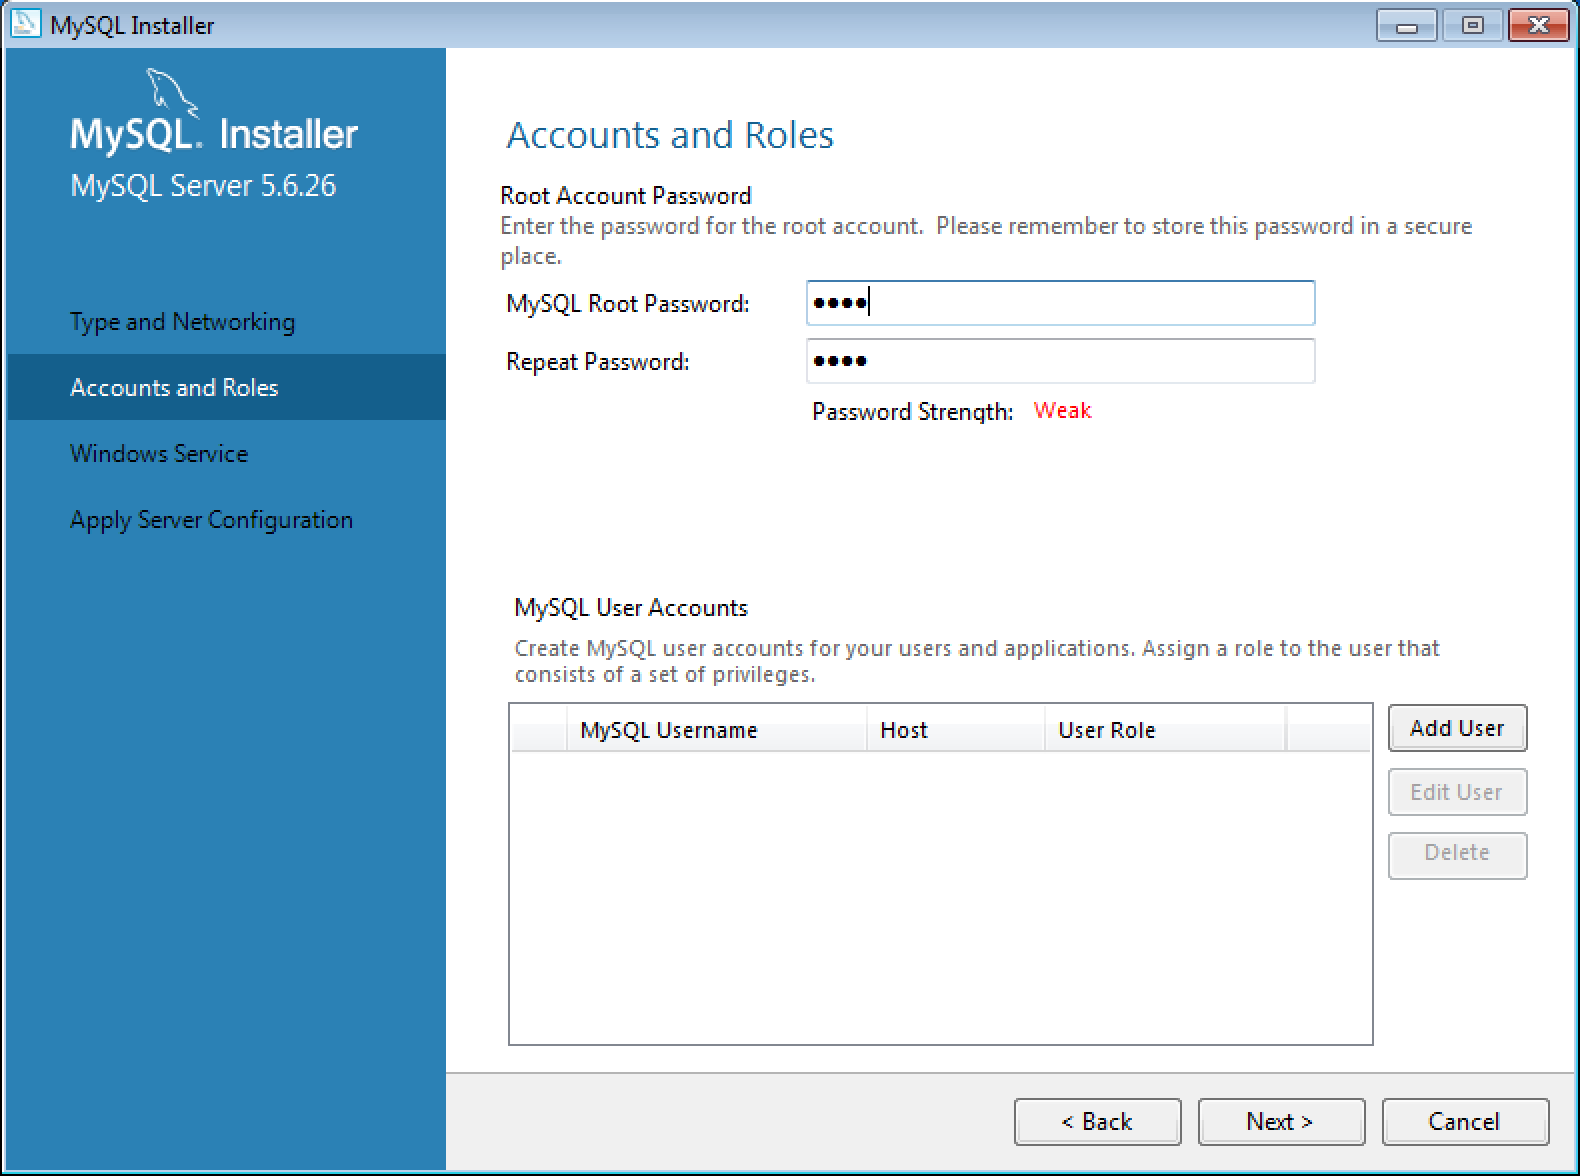 MySQL Installer
MySQL. Installer
MySQL Server 5.6.26
Type and Networking
Accounts and Roles
Windows Service
Apply Server Configuration
Accounts and Roles
Root Account Password
Enter the password for the root account.  Please remember to store this password in a secure
place.
MySQL Root Password: ••••
Repeat Password: ••••
Password Strength: Weak
MySQL User Accounts
Create MySQL user accounts for your users and applications. Assign a role to the user that
consists of a set of privileges.
MySQL Username Host User Role
Add User
Edit User
Delete
< Back Next > Cancel